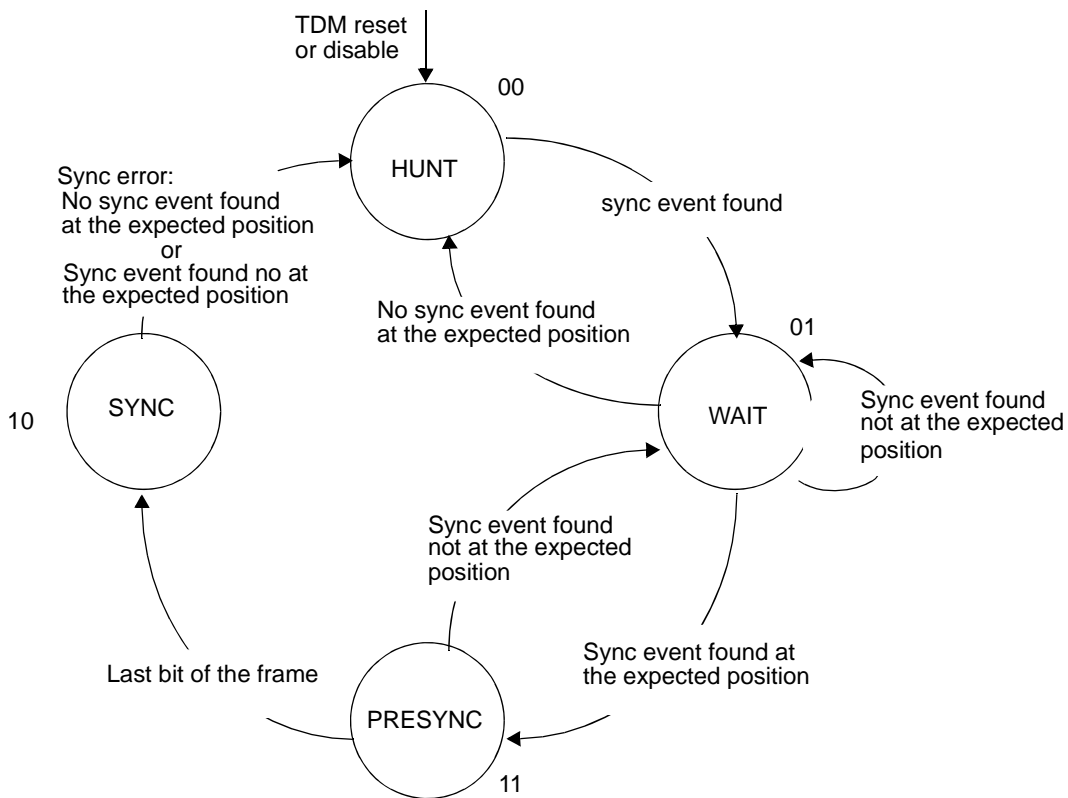 TDM reset
or disable
00
HUNT
Sync error:
No sync event found
at the expected position
or
Sync event found no at
the expected position
sync event found
No sync event found
at the expected position
01
SYNC
10
WAIT
Sync event found
not at the expected
position
Sync event found
not at the expected
position
Last bit of the frame
Sync event found at
the expected position
PRESYNC
11